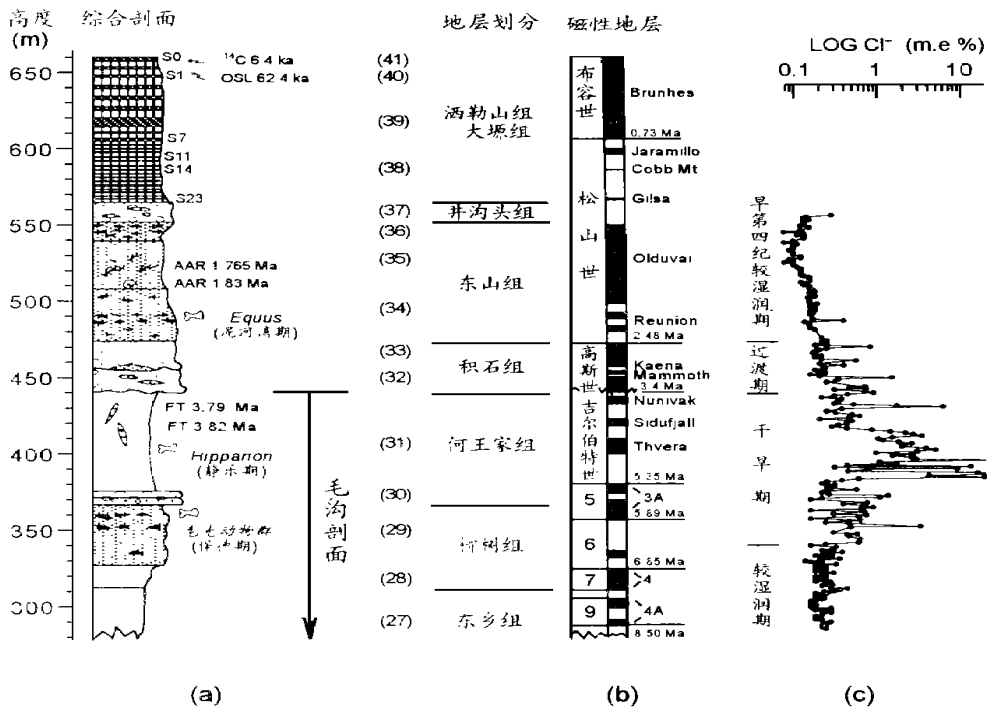 高度 综合剖面
(m)
地层划分
磁性地层
LOG Cl⁻ (m.e %)
0.1 1 10
650
600
550
500
450
400
350
300
S0
¹⁴C 6.4 ka
S1
OSL 62.4 ka
S7
S11
S14
S23
AAR 1.765 Ma
AAR 1.83 Ma
Equus
(泥河湾期)
FT 3.79 Ma
FT 3.82 Ma
Hipparion
(静乐期)
(保德期)
毛沟剖面
(41)
(40)
(39)
(38)
(37)
(36)
(35)
(34)
(33)
(32)
(31)
(30)
(29)
(28)
(27)
洒勒山组
大墩组
井沟头组
东山组
积石组
何王家组
柳树组
东乡组
布容世
松山世
高斯世
吉尔伯特世
5
6
7
9
Brunhes
0.73 Ma
Jaramillo
Cobb Mt
Gilsa
Olduvai
Reunion
2.48 Ma
Kaena
Mammoth
3.4 Ma
Nunivak
Sidufjall
Thvera
5.35 Ma
3A
5.89 Ma
6.85 Ma
4
4A
8.50 Ma
早第四纪较湿润期
过渡期
干旱期
较湿润期
(a)
(b)
(c)